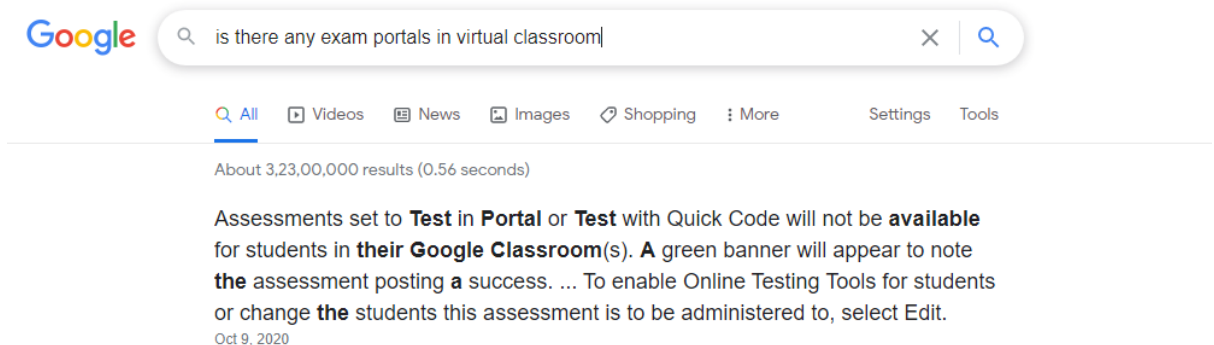 Google
is there any exam portals in virtual classroom
All Videos News Images Shopping More Settings Tools
About 3,23,00,000 results (0.56 seconds)
Assessments set to Test in Portal or Test with Quick Code will not be available
for students in their Google Classroom(s). A green banner will appear to note
the assessment posting a success. ... To enable Online Testing Tools for students
or change the students this assessment is to be administered to, select Edit.
Oct 9, 2020